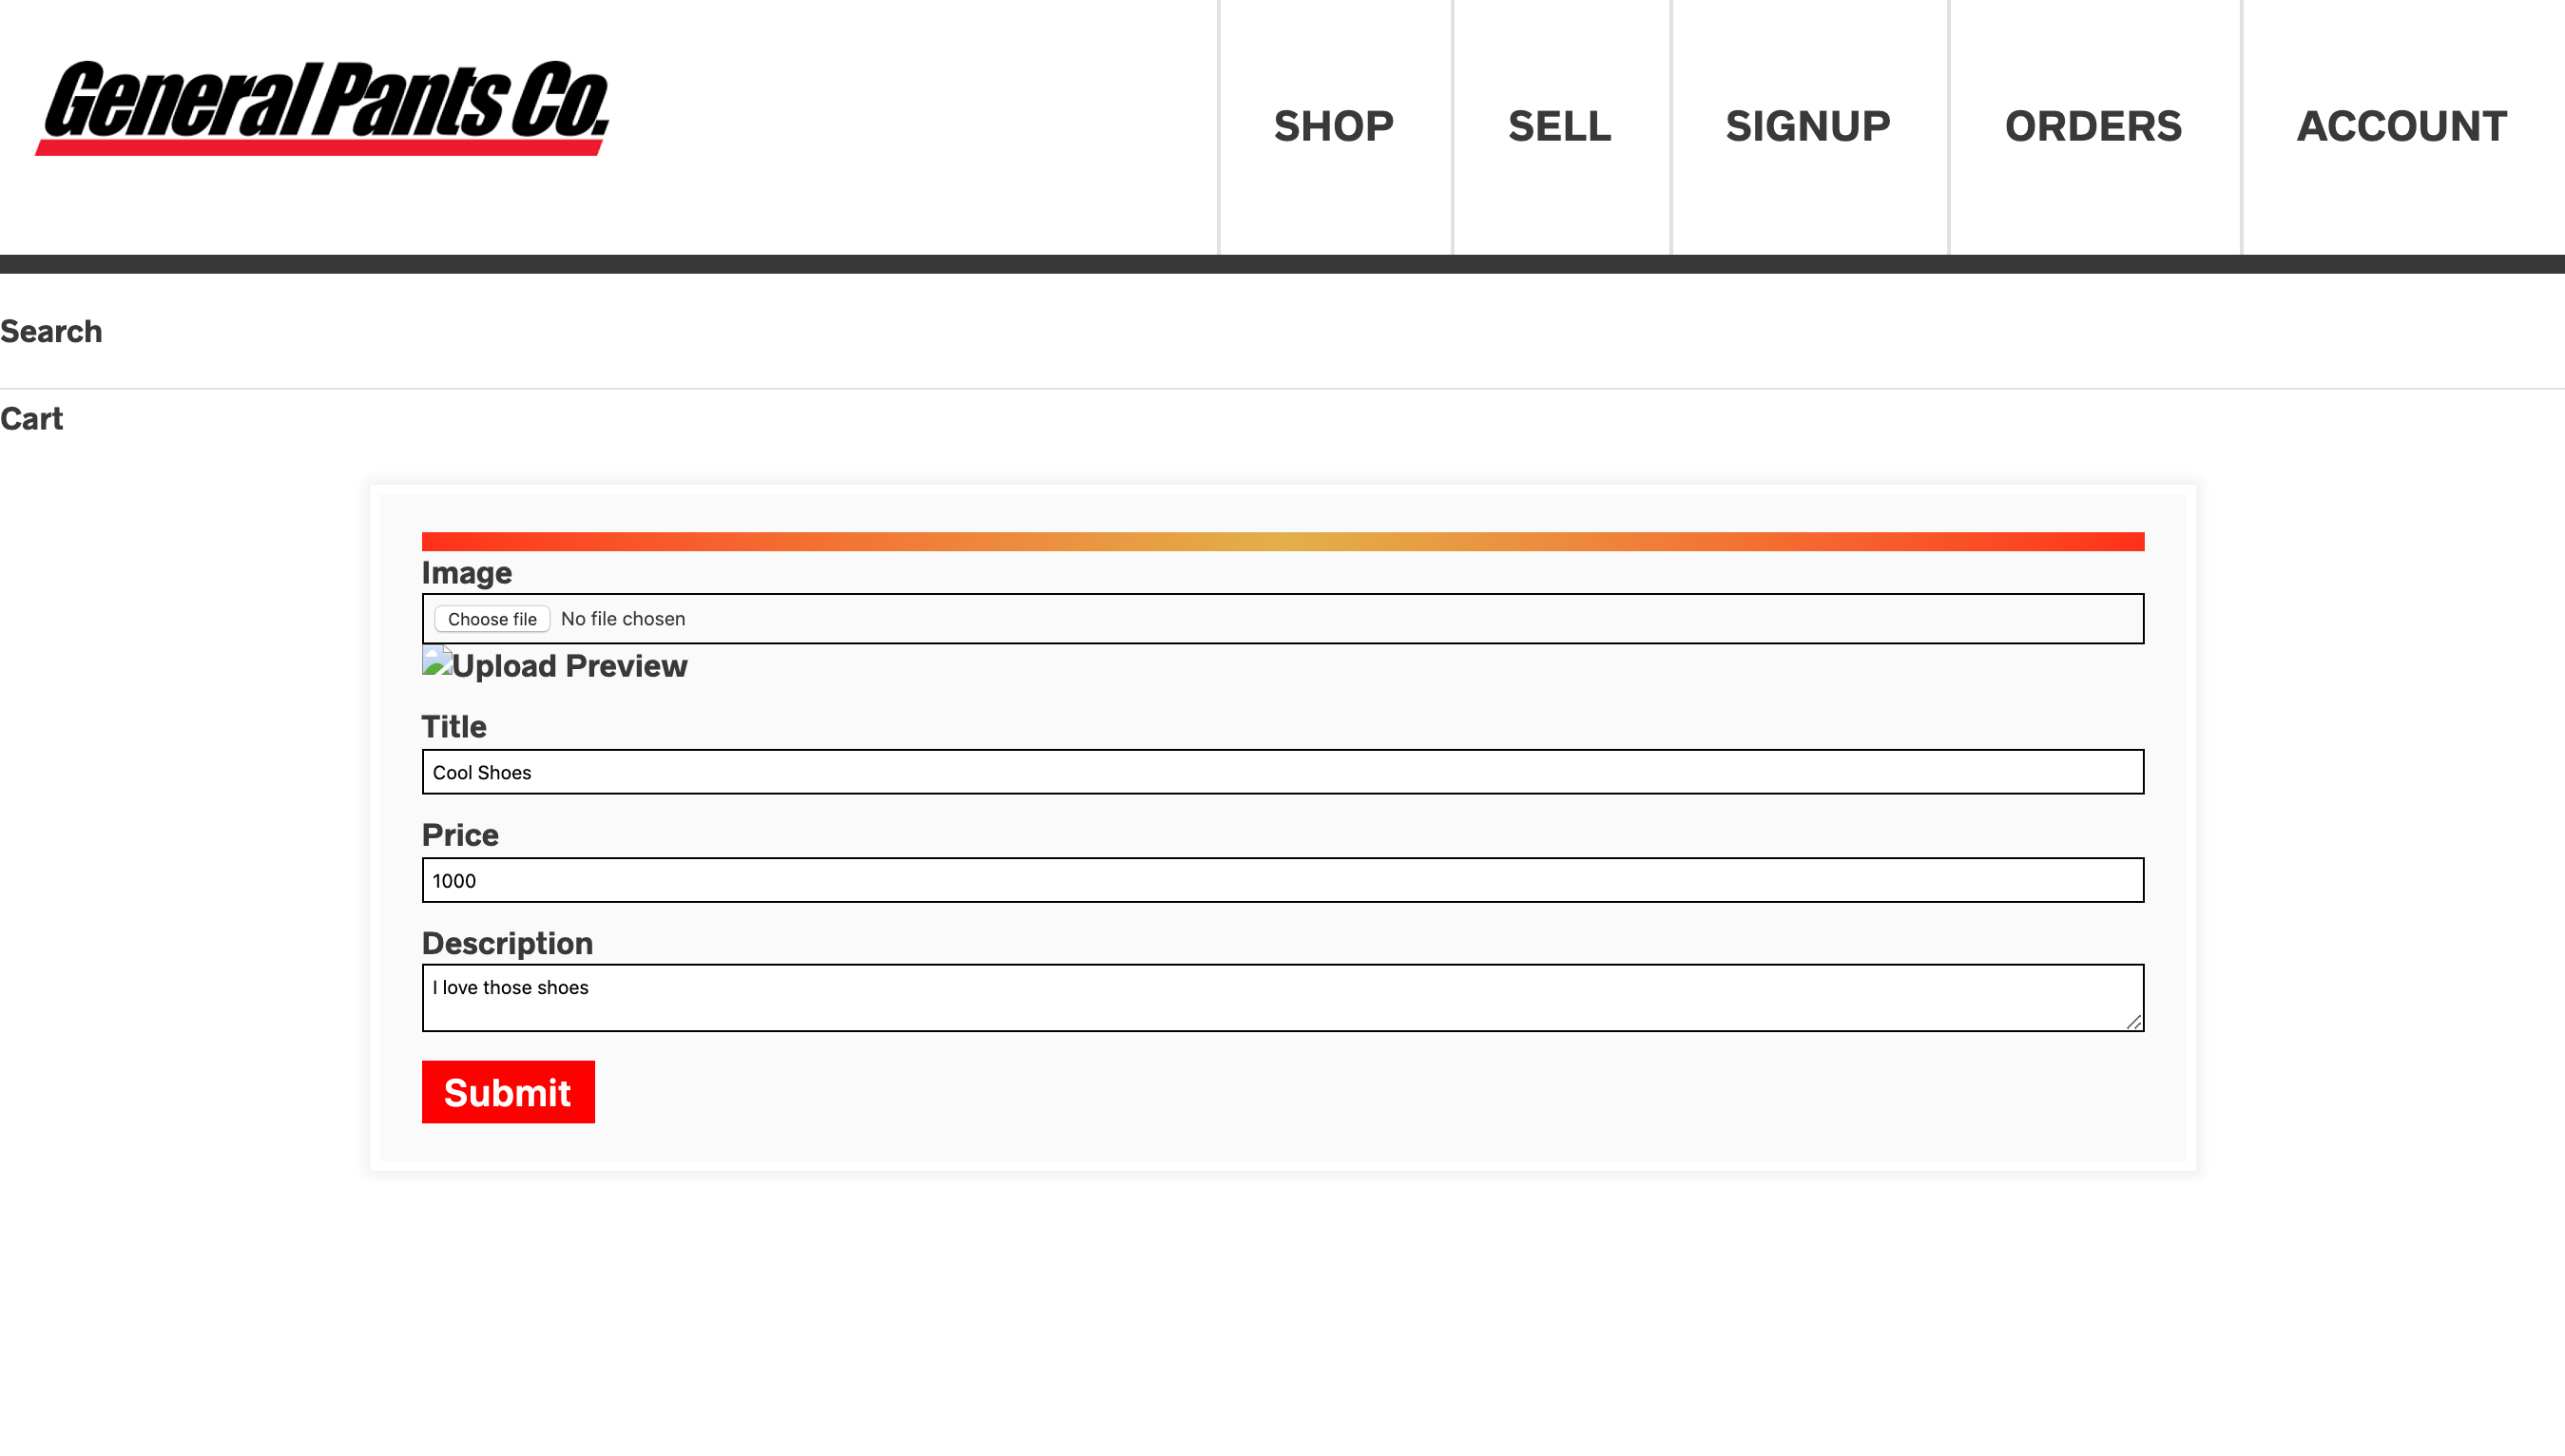 General Pants Co.
SHOP
SELL
SIGNUP
ORDERS
ACCOUNT
Search
Cart
Image
Choose file No file chosen
Upload Preview
Title
Cool Shoes
Price
1000
Description
I love those shoes
Submit